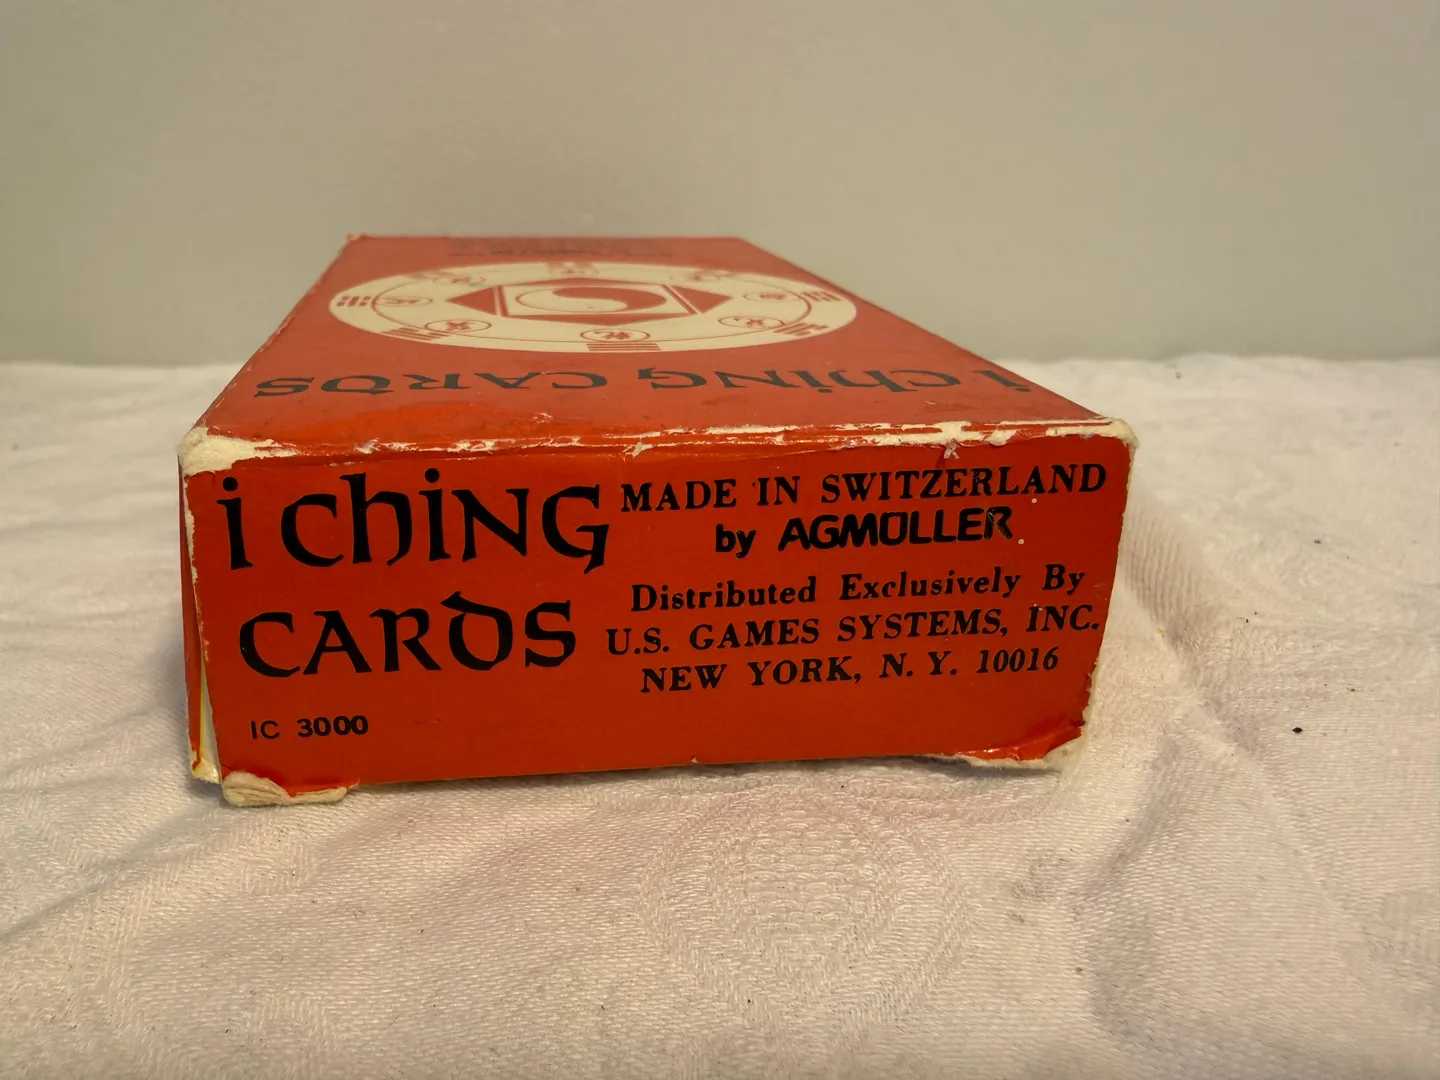 i ching CARDS
i ching
CARDS
IC 3000
MADE IN SWITZERLAND
by AGMÜLLER
Distributed Exclusively By
U.S. GAMES SYSTEMS, INC.
NEW YORK, N. Y. 10016